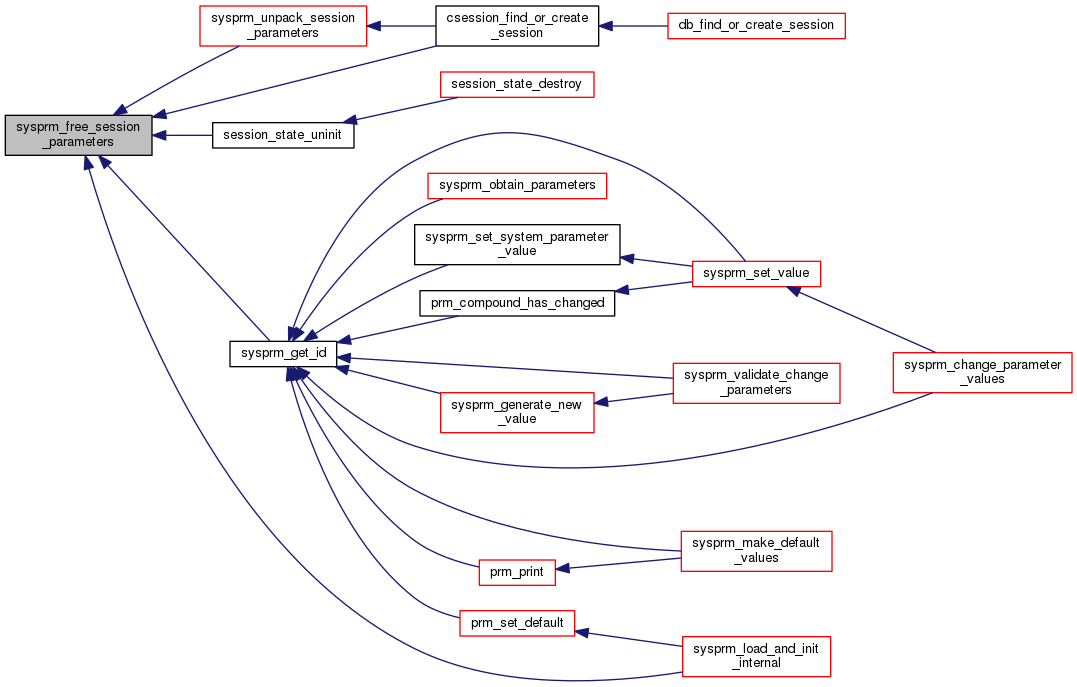 sysprm_unpack_session
_parameters
csession_find_or_create
_session
db_find_or_create_session
session_state_destroy
sysprm_free_session
_parameters
session_state_uninit
sysprm_obtain_parameters
sysprm_set_system_parameter
_value
sysprm_set_value
prm_compound_has_changed
sysprm_get_id
sysprm_validate_change
_parameters
sysprm_change_parameter
_values
sysprm_generate_new
_value
sysprm_make_default
_values
prm_print
prm_set_default
sysprm_load_and_init
_internal